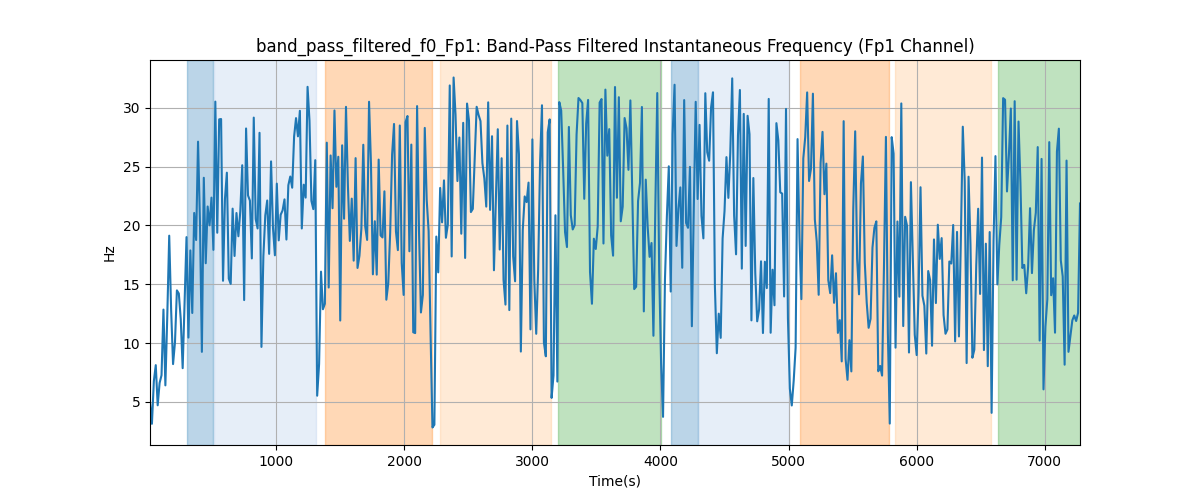 band_pass_filtered_f0_Fp1: Band-Pass Filtered Instantaneous Frequency (Fp1 Channel)
30
25
20
15
10
5
Hz
1000 2000 3000 4000 5000 6000 7000
Time(s)